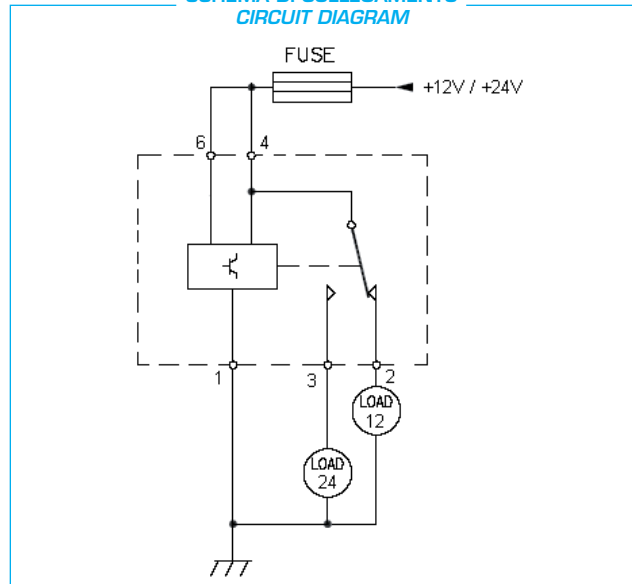 CIRCUIT DIAGRAM
FUSE
+12V / +24V
6 4
1 3 2
LOAD
12
LOAD
24